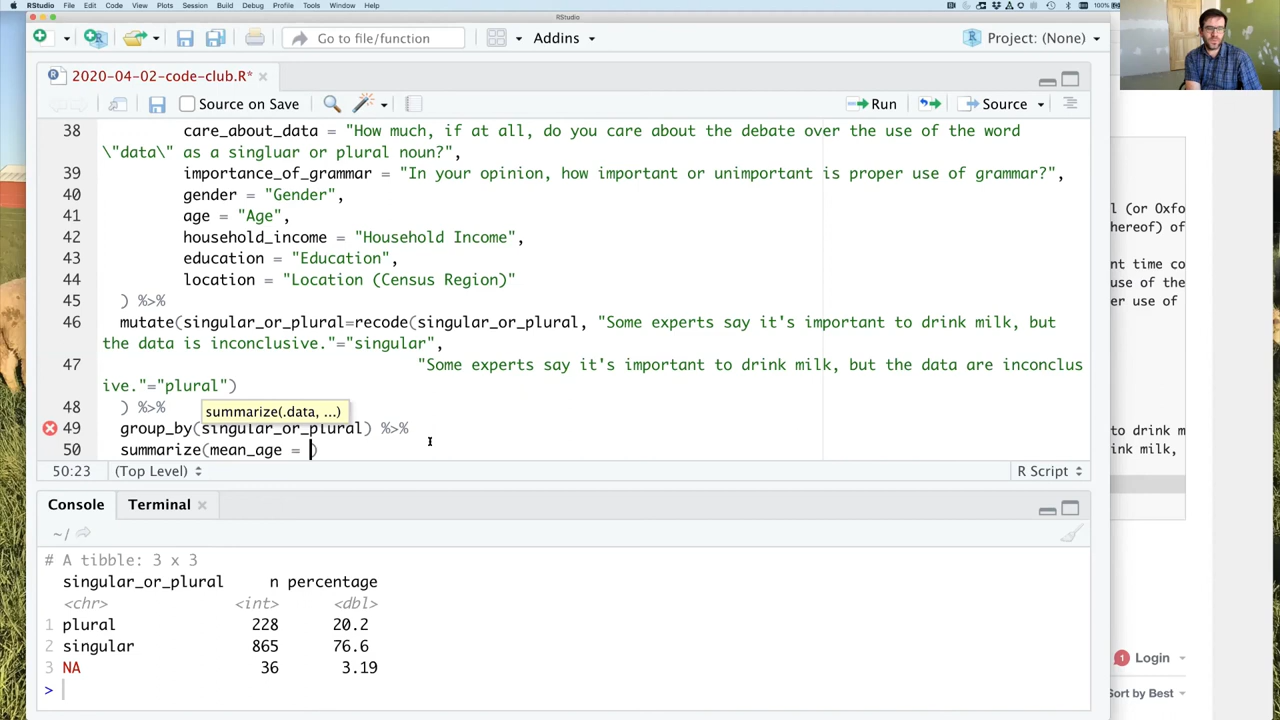 RStudio File Edit Code View Plots Session Build Debug Profile Tools Window Help 100%
RStudio
Go to file/function
Addins
Project: (None)
2020-04-02-code-club.R*
Source on Save
Run
Source
38 care_about_data = "How much, if at all, do you care about the debate over the use of the word
\"data\" as a singluar or plural noun?",
39 importance_of_grammar = "In your opinion, how important or unimportant is proper use of grammar?",
40 gender = "Gender",
41 age = "Age",
42 household_income = "Household Income",
43 education = "Education",
44 location = "Location (Census Region)"
45 ) %>%
46 mutate(singular_or_plural=recode(singular_or_plural, "Some experts say it's important to drink milk, but
the data is inconclusive."="singular",
47 "Some experts say it's important to drink milk, but the data are inconclus
ive."="plural")
48 ) %>%
summarize(.data, ...)
49 group_by(singular_or_plural) %>%
50 summarize(mean_age = )
50:23 (Top Level) R Script
Console Terminal
~/
# A tibble: 3 x 3
singular_or_plural n percentage
<chr> <int> <dbl>
1 plural 228 20.2
2 singular 865 76.6
3 NA 36 3.19
>
l (or Oxfo
hereof) of
nt time co
use of the
er use of
o drink m
ink milk,
1 Login
Sort by Best